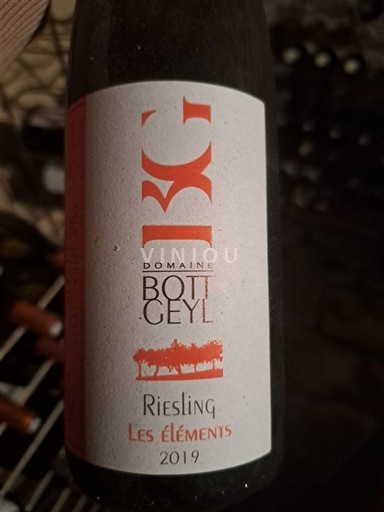 BG
VINIOU
DOMAINE
BOTT
GEYL
RIESLING
LES ÉLÉMENTS
2019